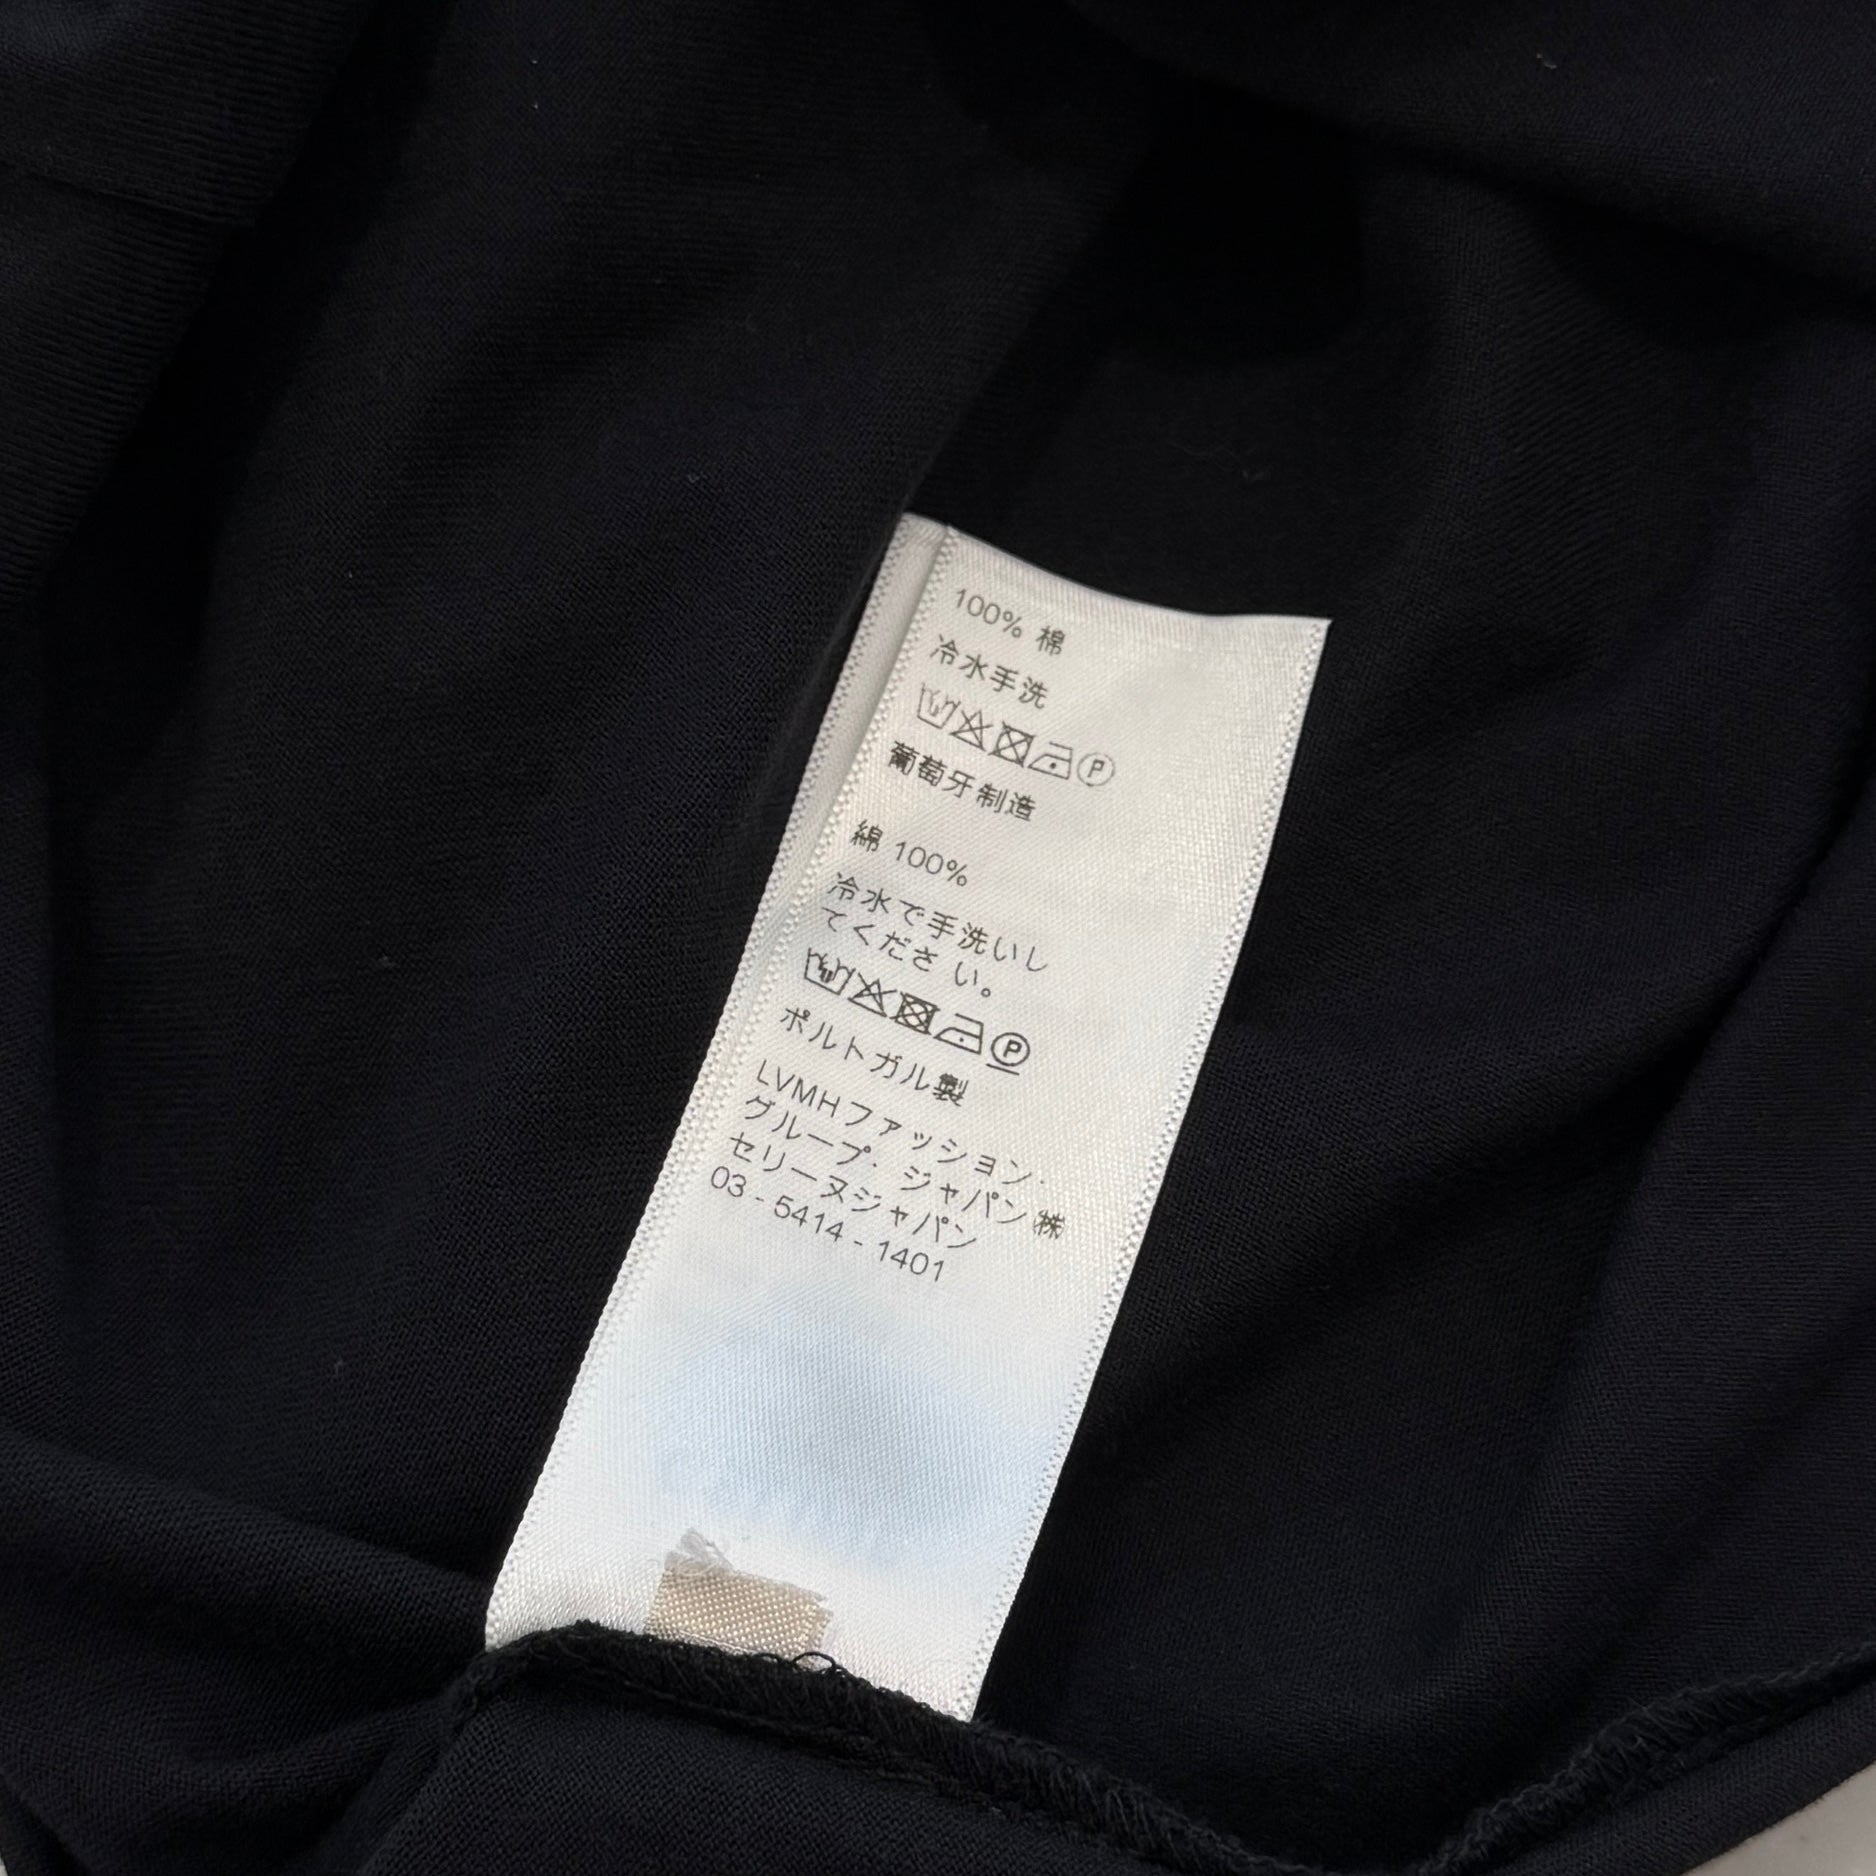 100% 棉
冷水手洗
P
葡萄牙制造
綿 100%
冷水で手洗いし
てくださ い。
P
ポルトガル製
LVMHファッション·
グループ· ジャパン㈱
セリーヌジャパン
03 - 5414 - 1401